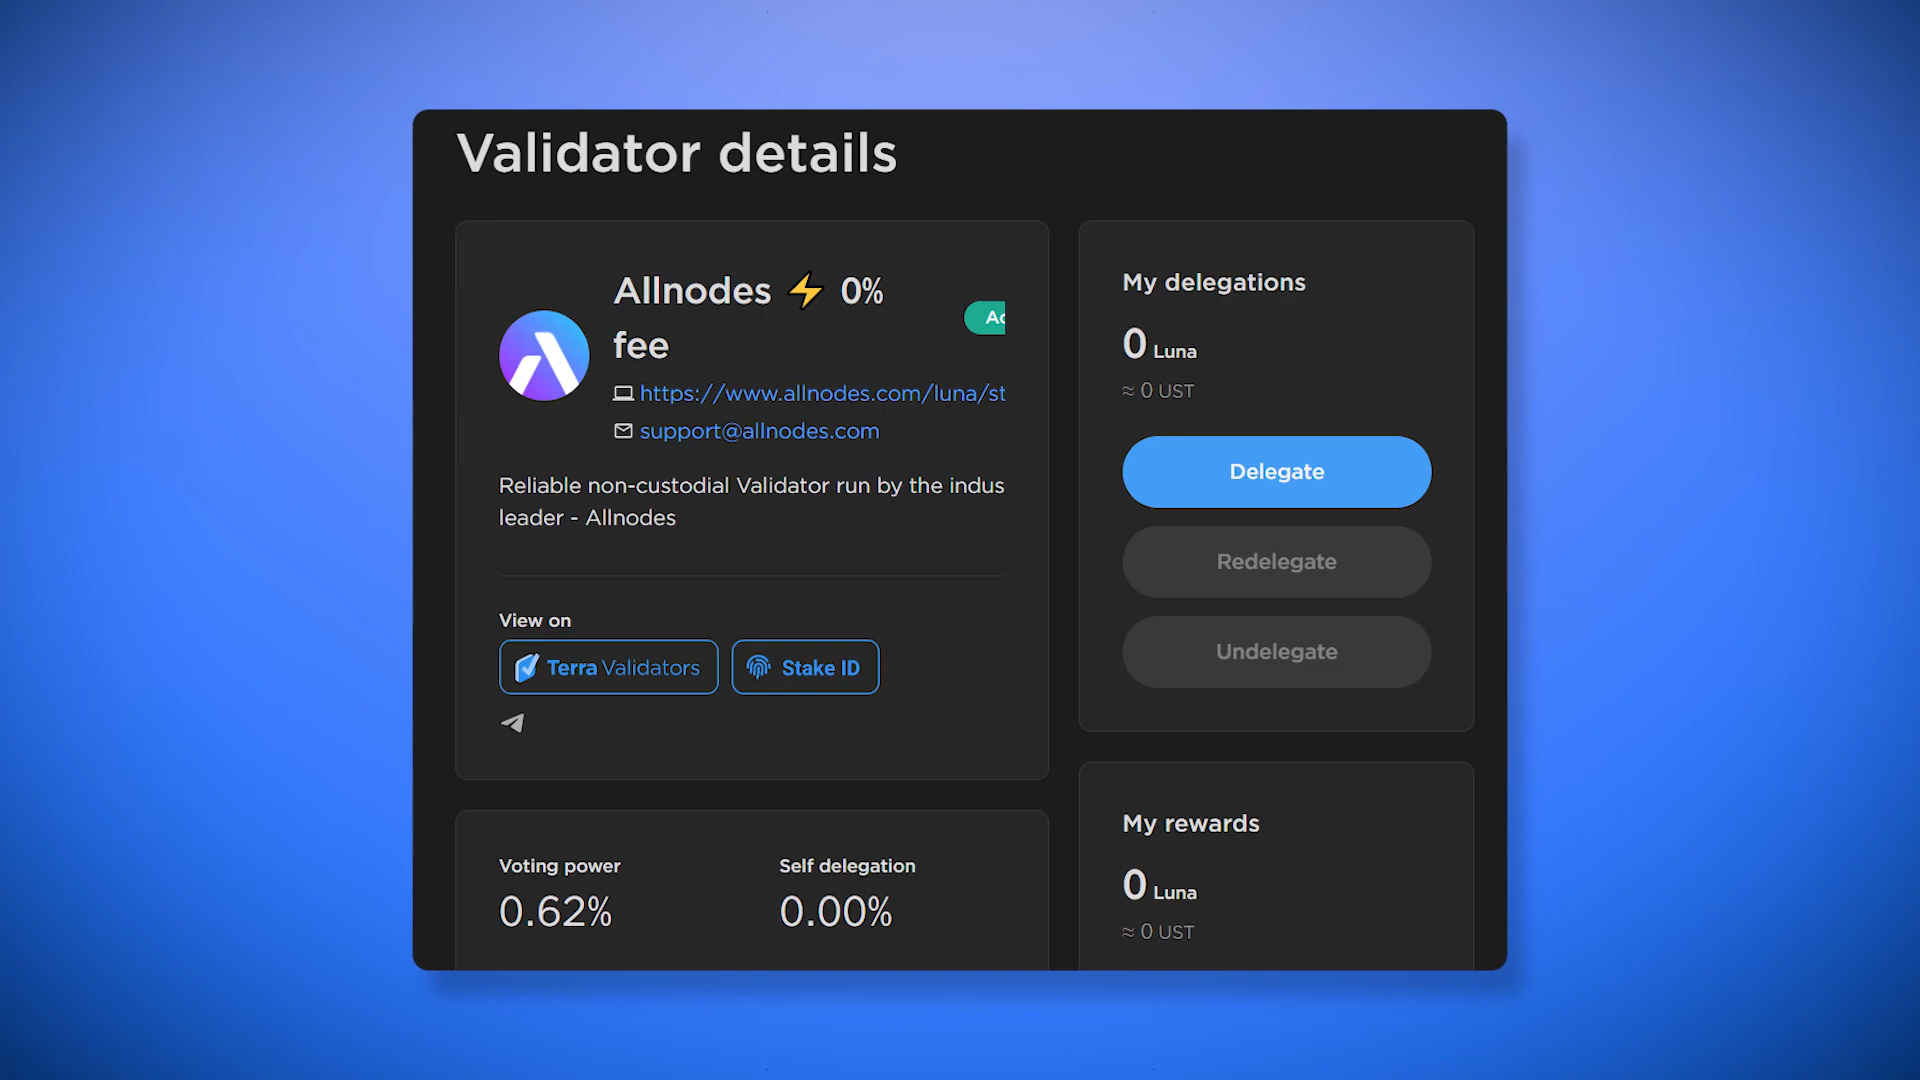 Validator details
Allnodes ⚡ 0%
fee
Ac
https://www.allnodes.com/luna/st
support@allnodes.com
Reliable non-custodial Validator run by the indus
leader - Allnodes
View on
Terra Validators
Stake ID
Voting power
0.62%
Self delegation
0.00%
My delegations
0 Luna
≈ 0 UST
Delegate
Redelegate
Undelegate
My rewards
0 Luna
≈ 0 UST